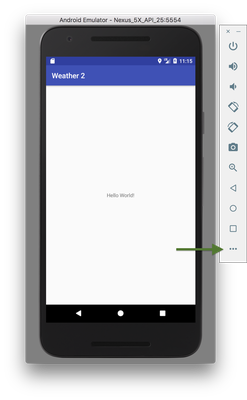 Android Emulator - Nexus_5X_API_25:5554
11:15
Weather 2
Hello World!